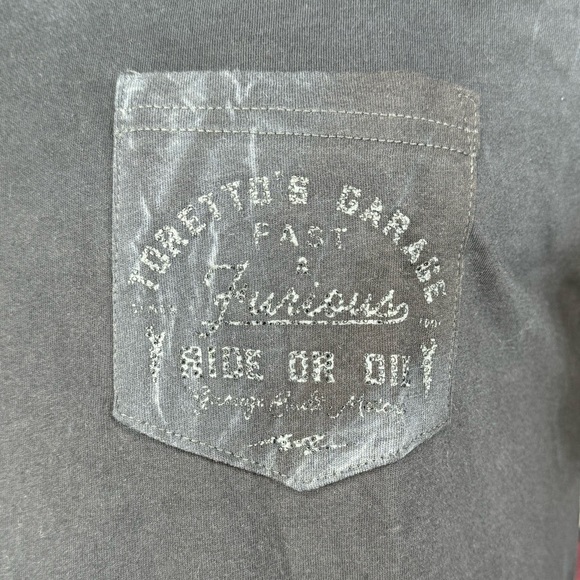 TORETTO'S GARAGE
FAST
&
Furious
RIDE OR DIE